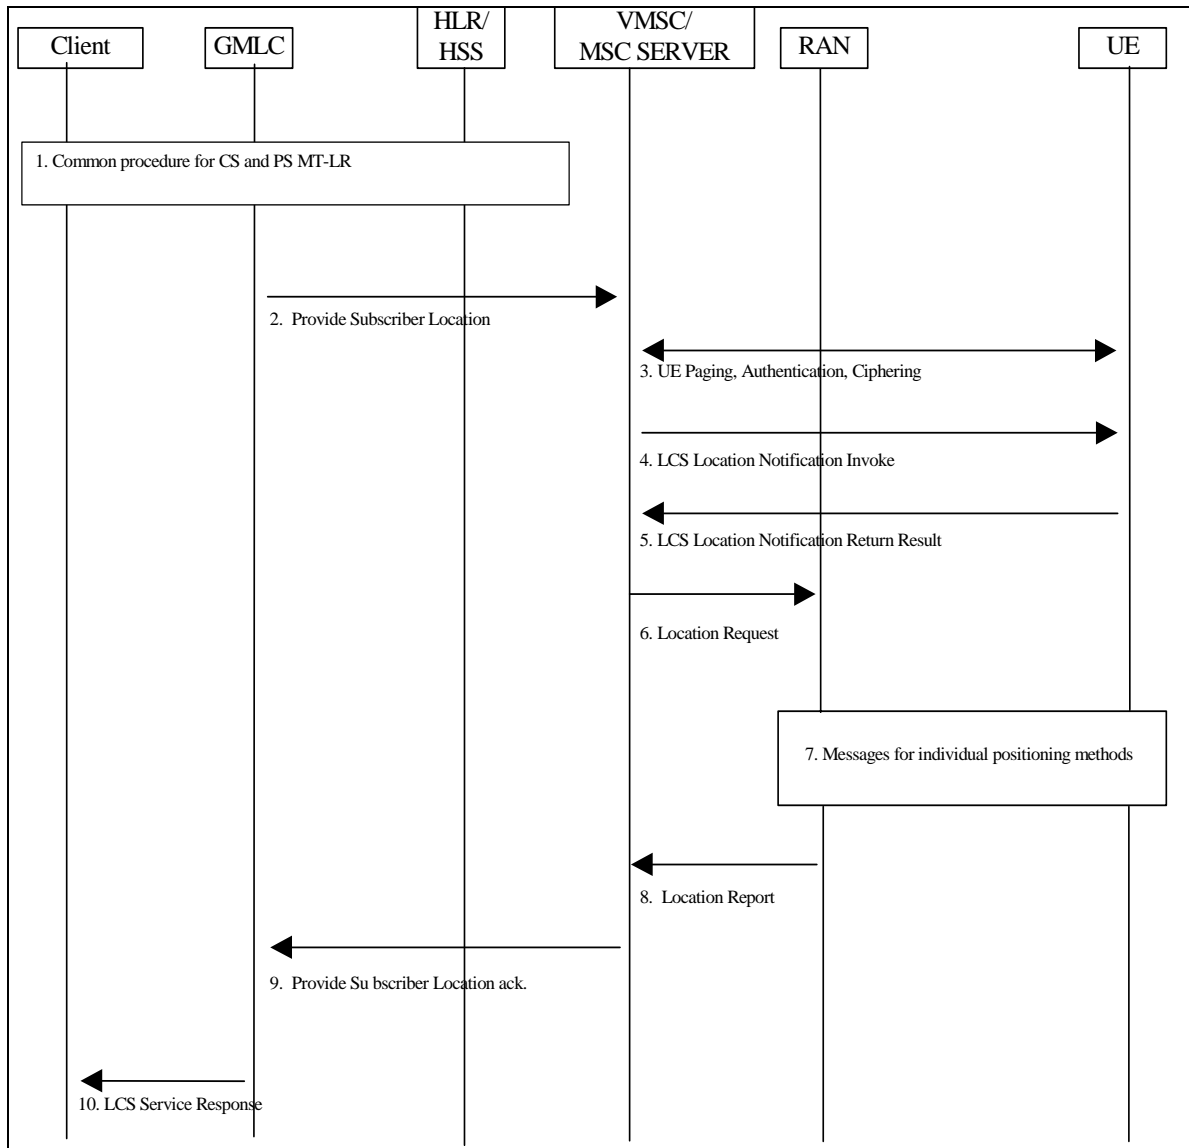 Client
GMLC
HLR/
HSS
VMSC/
MSC SERVER
RAN
UE
1. Common procedure for CS and PS MT-LR
2. Provide Subscriber Location
3. UE Paging, Authentication, Ciphering
4. LCS Location Notification Invoke
5. LCS Location Notification Return Result
6. Location Request
7. Messages for individual positioning methods
8. Location Report
9. Provide Su bscriber Location ack.
10. LCS Service Response